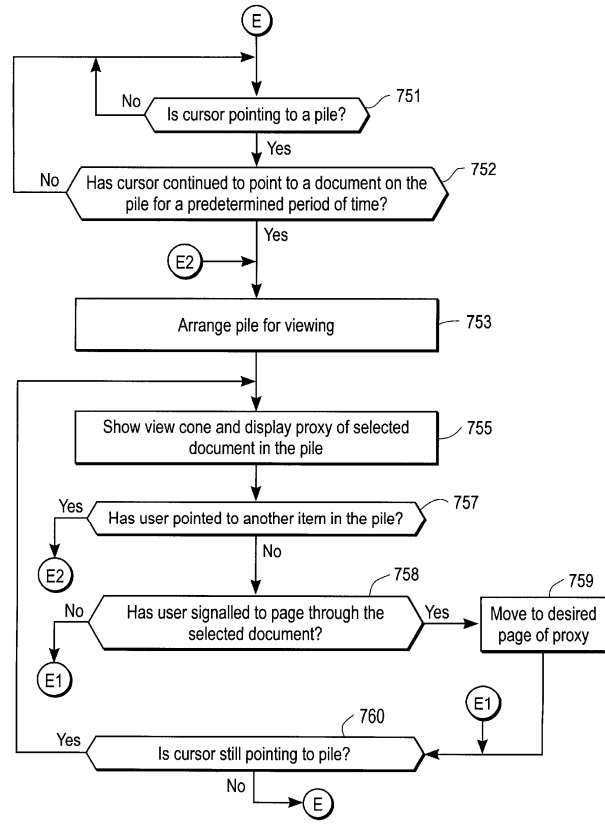 E
751
Is cursor pointing to a pile?
No
Yes
752
Has cursor continued to point to a document on the
pile for a predetermined period of time?
No
Yes
E2
Arrange pile for viewing
753
Show view cone and display proxy of selected
document in the pile
755
757
Has user pointed to another item in the pile?
Yes
E2
No
758
759
Has user signalled to page through the
selected document?
No
Yes
Move to desired
page of proxy
E1
E1
760
Is cursor still pointing to pile?
Yes
No
E